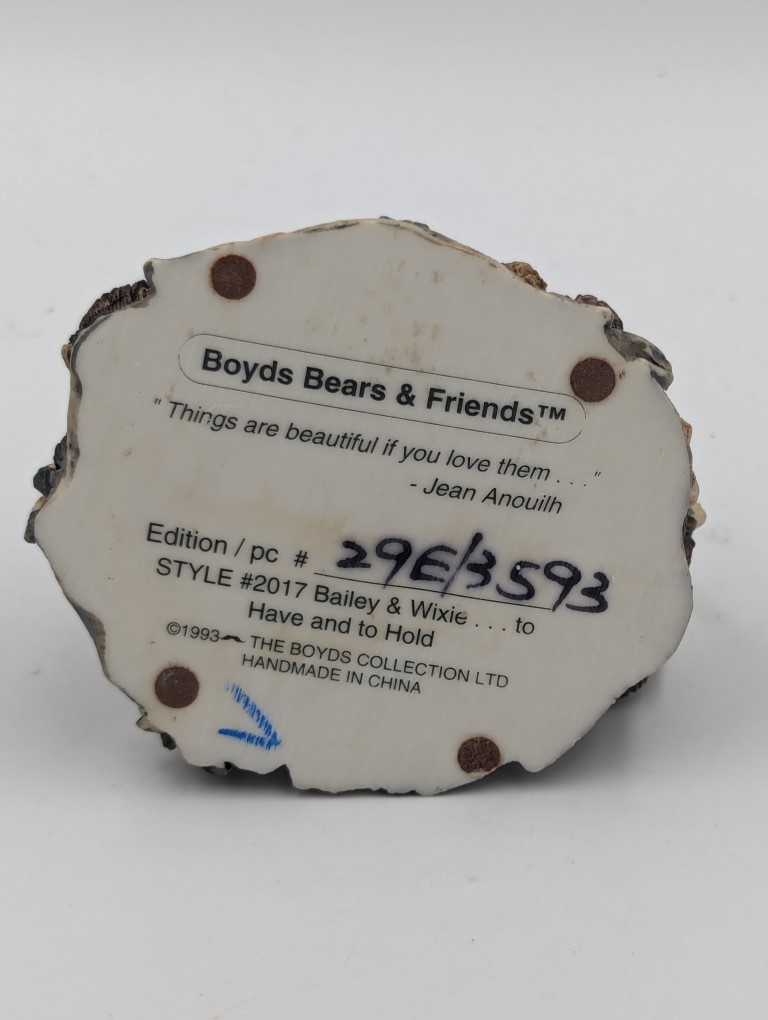 Boyds Bears & Friends™
" Things are beautiful if you love them . . . "
- Jean Anouilh
Edition / pc # 29E/3593
STYLE #2017 Bailey & Wixie . . . to
Have and to Hold
©1993 THE BOYDS COLLECTION LTD
HANDMADE IN CHINA